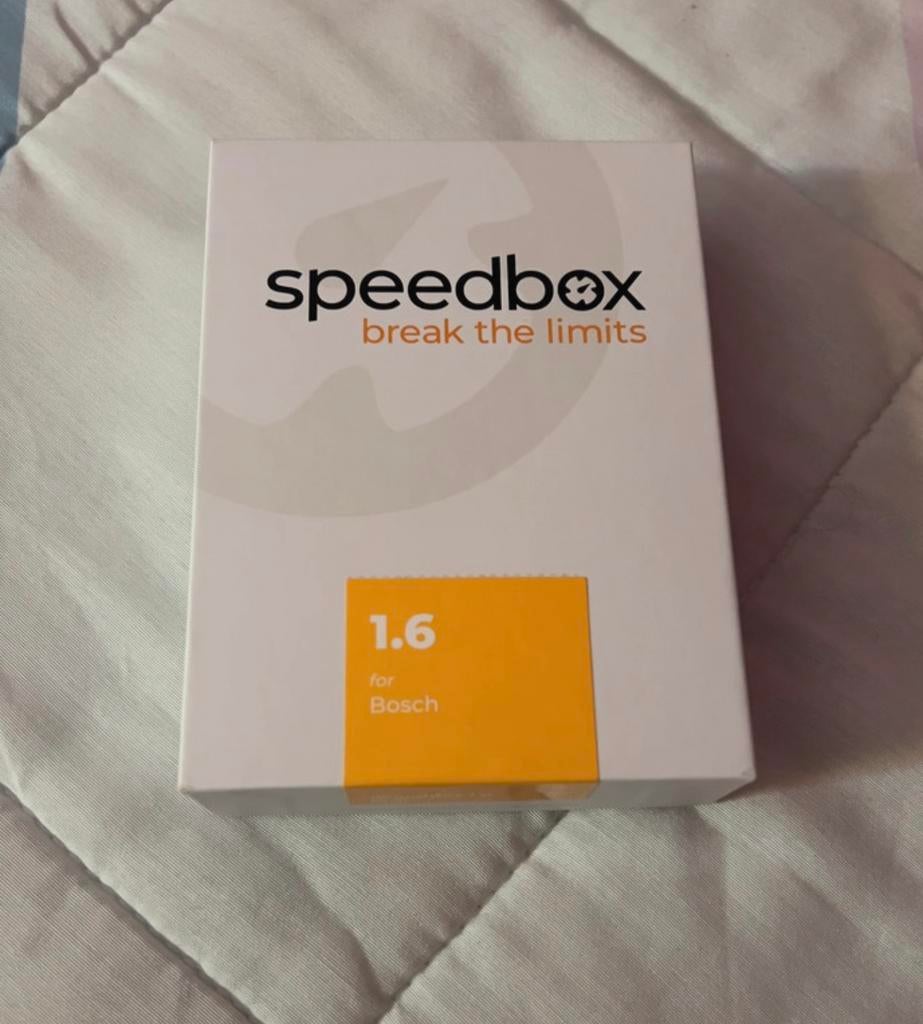 speedbox
break the limits
1.6
for
Bosch